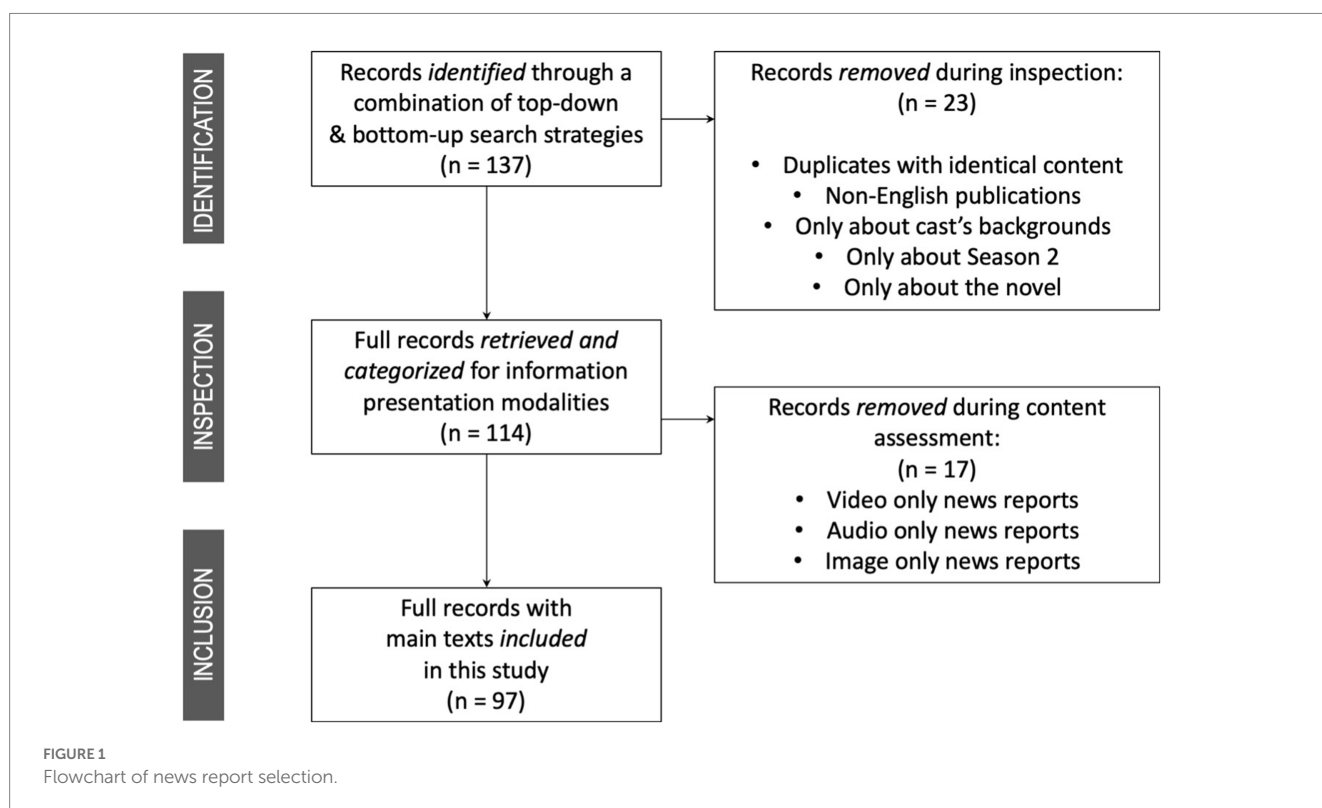 IDENTIFICATION
Records identified through a
combination of top-down
& bottom-up search strategies
(n = 137)
Records removed during inspection:
(n = 23)
• Duplicates with identical content
• Non-English publications
• Only about cast's backgrounds
• Only about Season 2
• Only about the novel
INSPECTION
Full records retrieved and
categorized for information
presentation modalities
(n = 114)
Records removed during content
assessment:
(n = 17)
• Video only news reports
• Audio only news reports
• Image only news reports
INCLUSION
Full records with
main texts included
in this study
(n = 97)
FIGURE 1
Flowchart of news report selection.